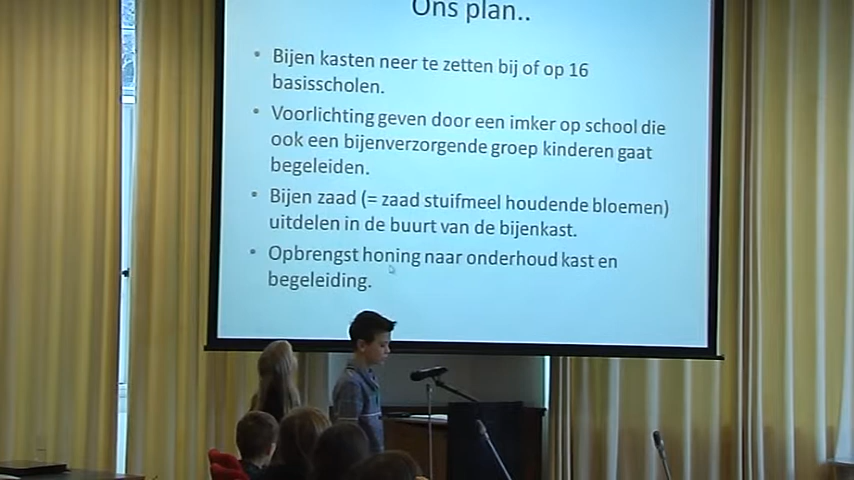 Ons plan..
• Bijen kasten neer te zetten bij of op 16
basisscholen.
• Voorlichting geven door een imker op school die
ook een bijenverzorgende groep kinderen gaat
begeleiden.
• Bijen zaad (= zaad stuifmeel houdende bloemen)
uitdelen in de buurt van de bijenkast.
• Opbrengst honing naar onderhoud kast en
begeleiding.